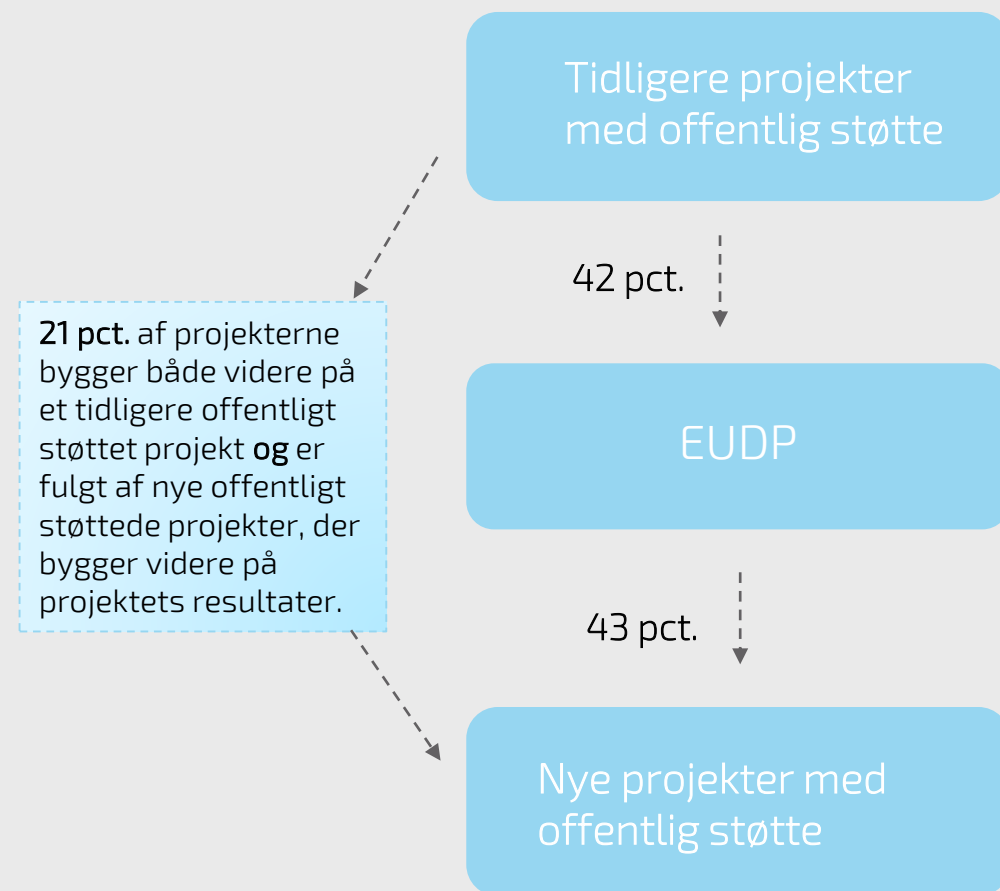 Tidligere projekter
med offentlig støtte
42 pct.
21 pct. af projekterne
bygger både videre på
et tidligere offentligt
støttet projekt og er
fulgt af nye offentligt
støttede projekter, der
bygger videre på
projektets resultater.
EUDP
43 pct.
Nye projekter med
offentlig støtte